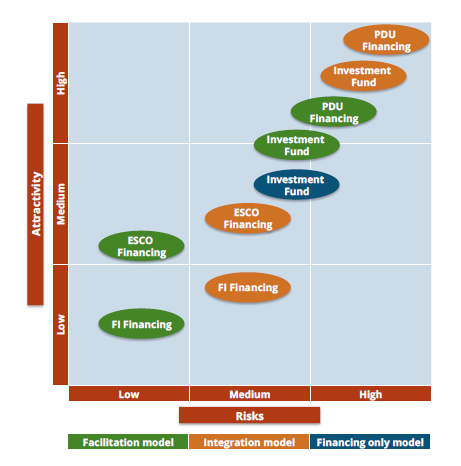 PDU
Financing
Investment
Fund
PDU
Financing
Investment
Fund
Investment
Fund
ESCO
Financing
ESCO
Financing
FI Financing
FI Financing
High
Medium
Low
Attractivity
Low
Medium
High
Risks
Facilitation model
Integration model
Financing only model